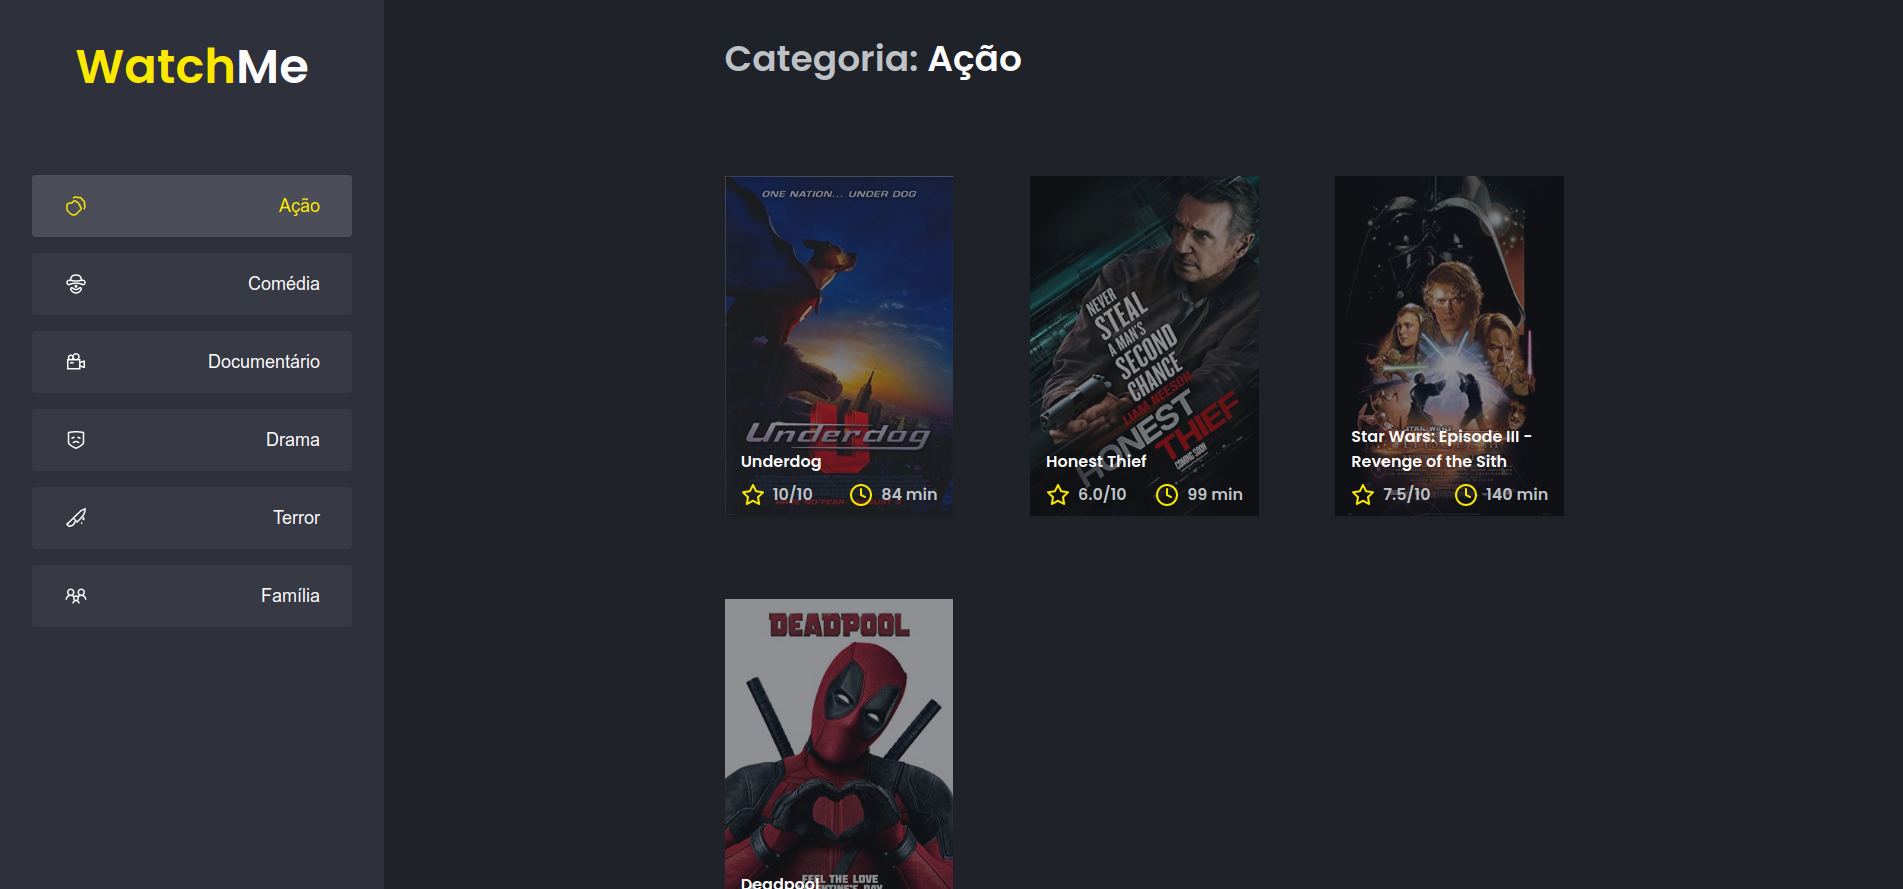 WatchMe
Ação
Comédia
Documentário
Drama
Terror
Família
Categoria: Ação
ONE NATION... UNDER DOG
Underdog
Underdog
10/10
84 min
NEVER
STEAL
A MAN'S
SECOND
CHANCE
LIAM NEESON
HONEST
THIEF
COMING SOON
Honest Thief
6.0/10
99 min
STAR WARS
Star Wars: Episode III -
Revenge of the Sith
7.5/10
140 min
DEADPOOL
FEEL THE LOVE
Deadpool